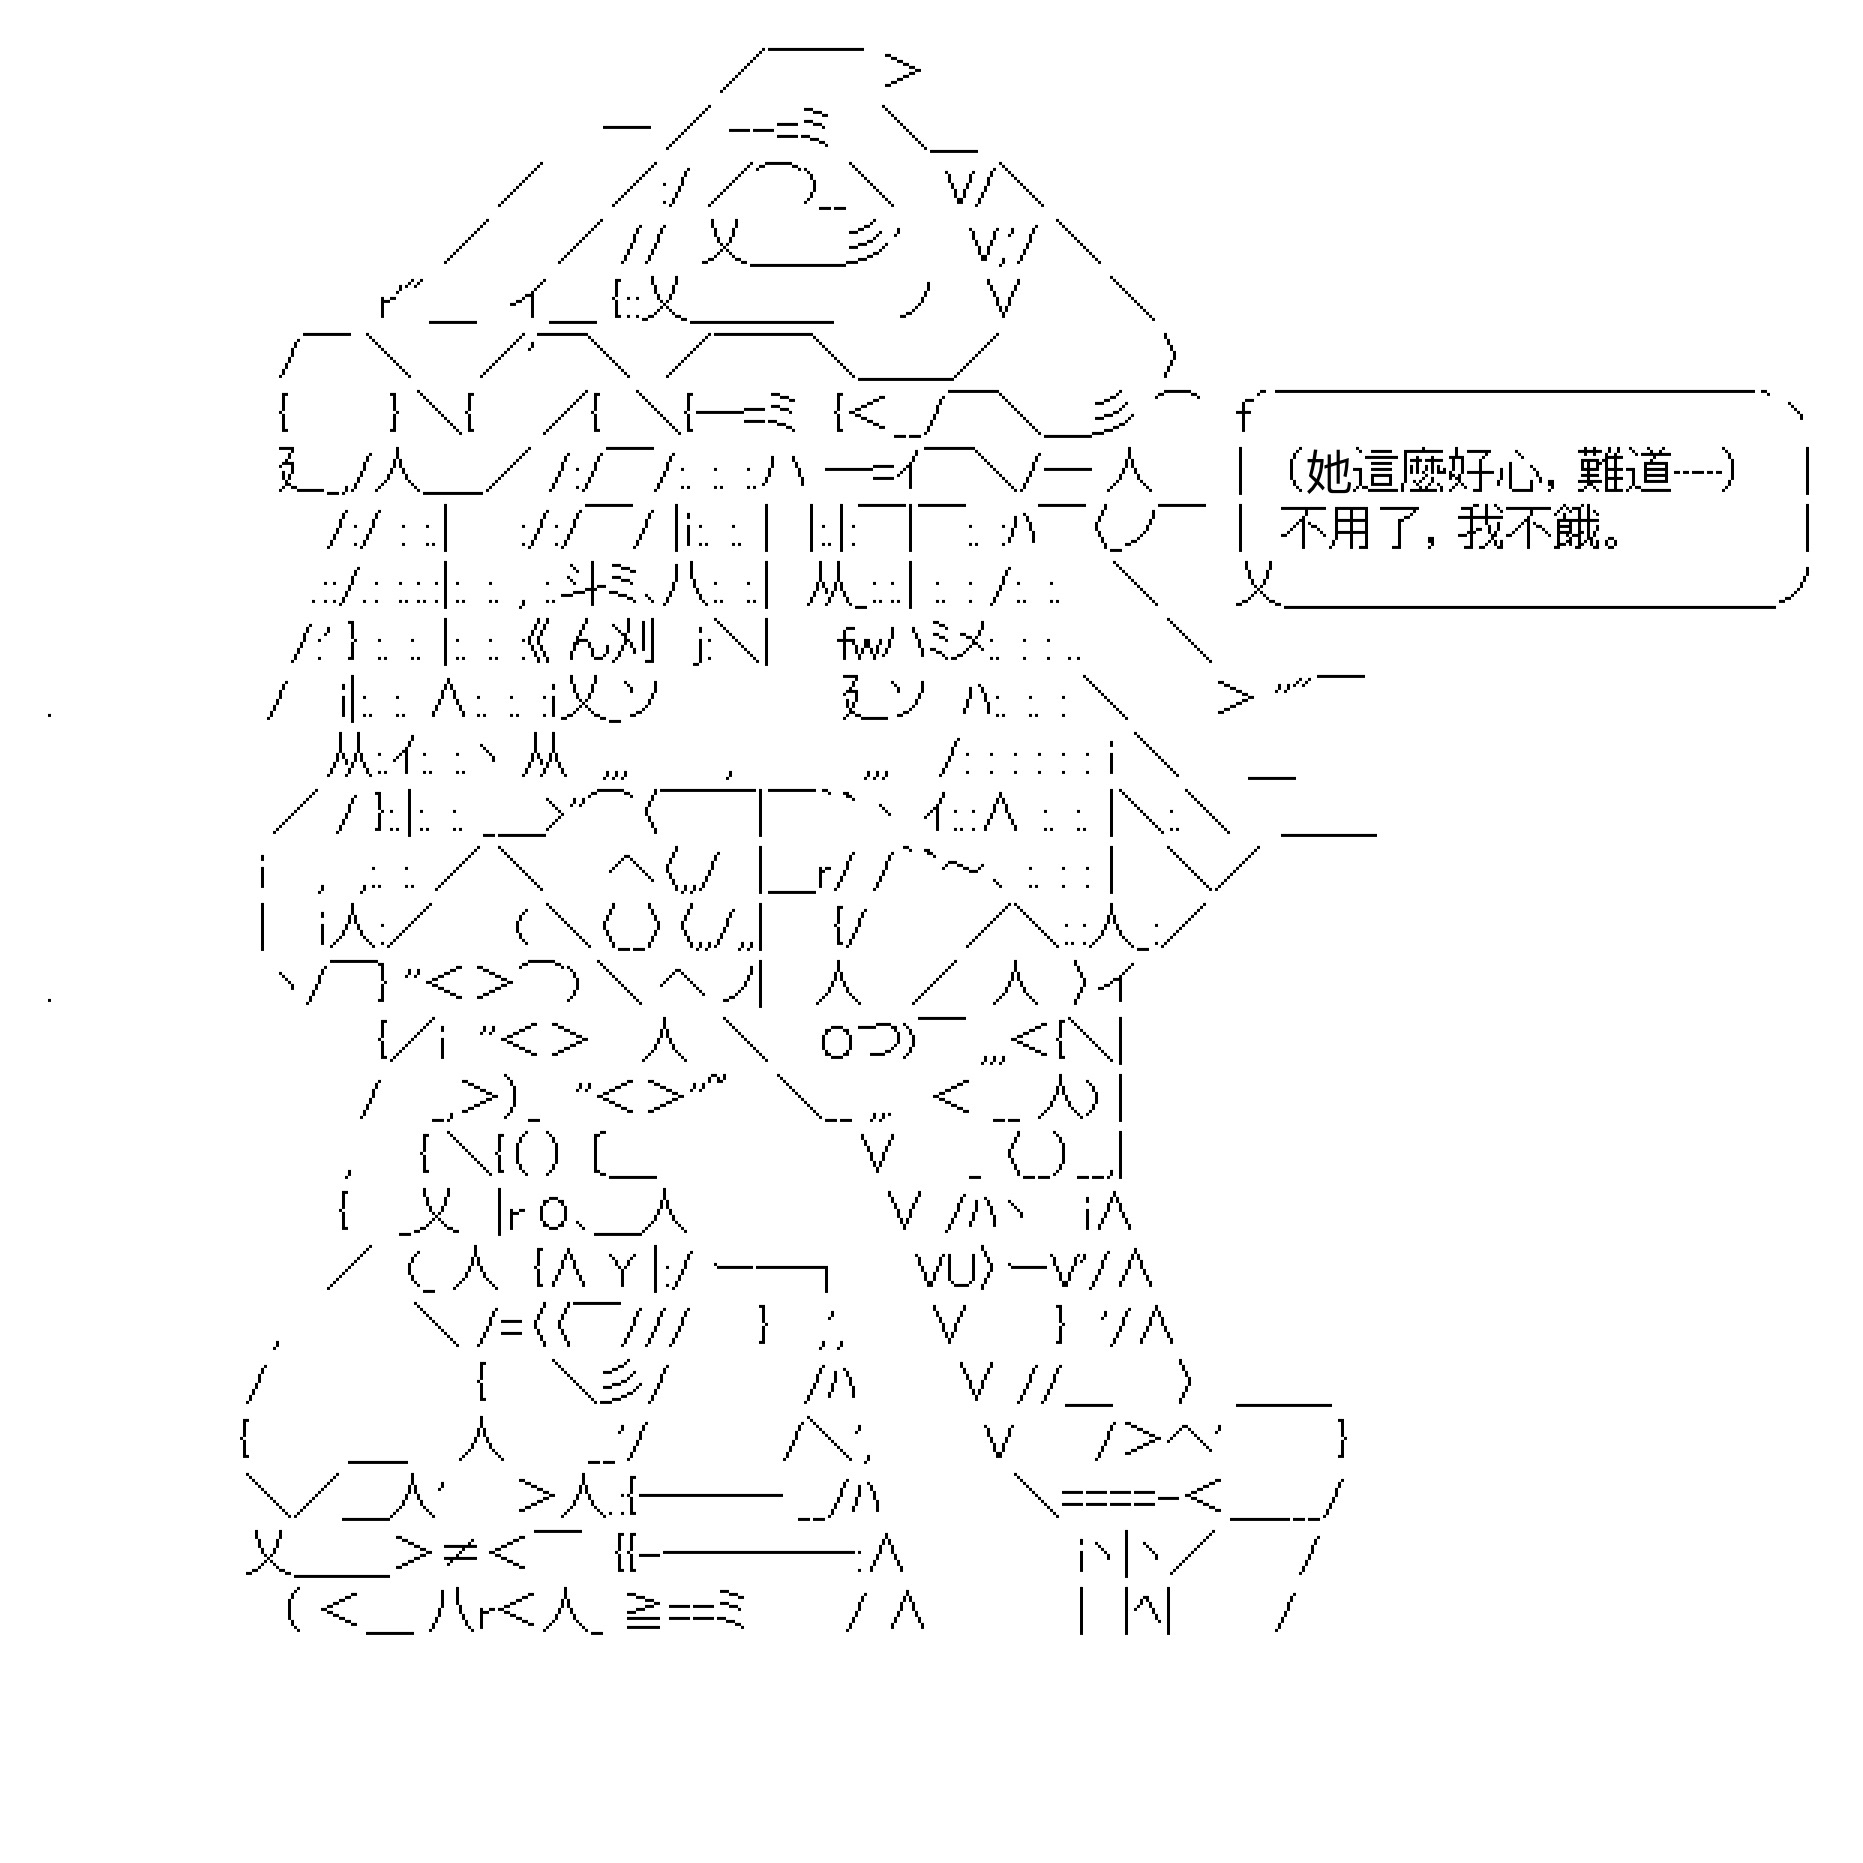 （她這麼好心，難道┅┅）
不用了，我不餓。